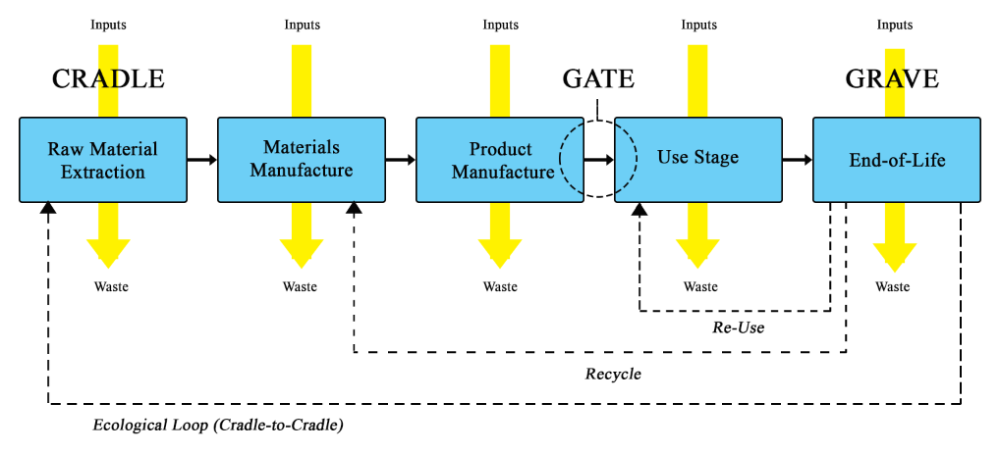 Inputs
Inputs
Inputs
Inputs
Inputs
CRADLE
GATE
GRAVE
Raw Material
Extraction
Materials
Manufacture
Product
Manufacture
Use Stage
End-of-Life
Waste
Waste
Waste
Waste
Waste
Re-Use
Recycle
Ecological Loop (Cradle-to-Cradle)